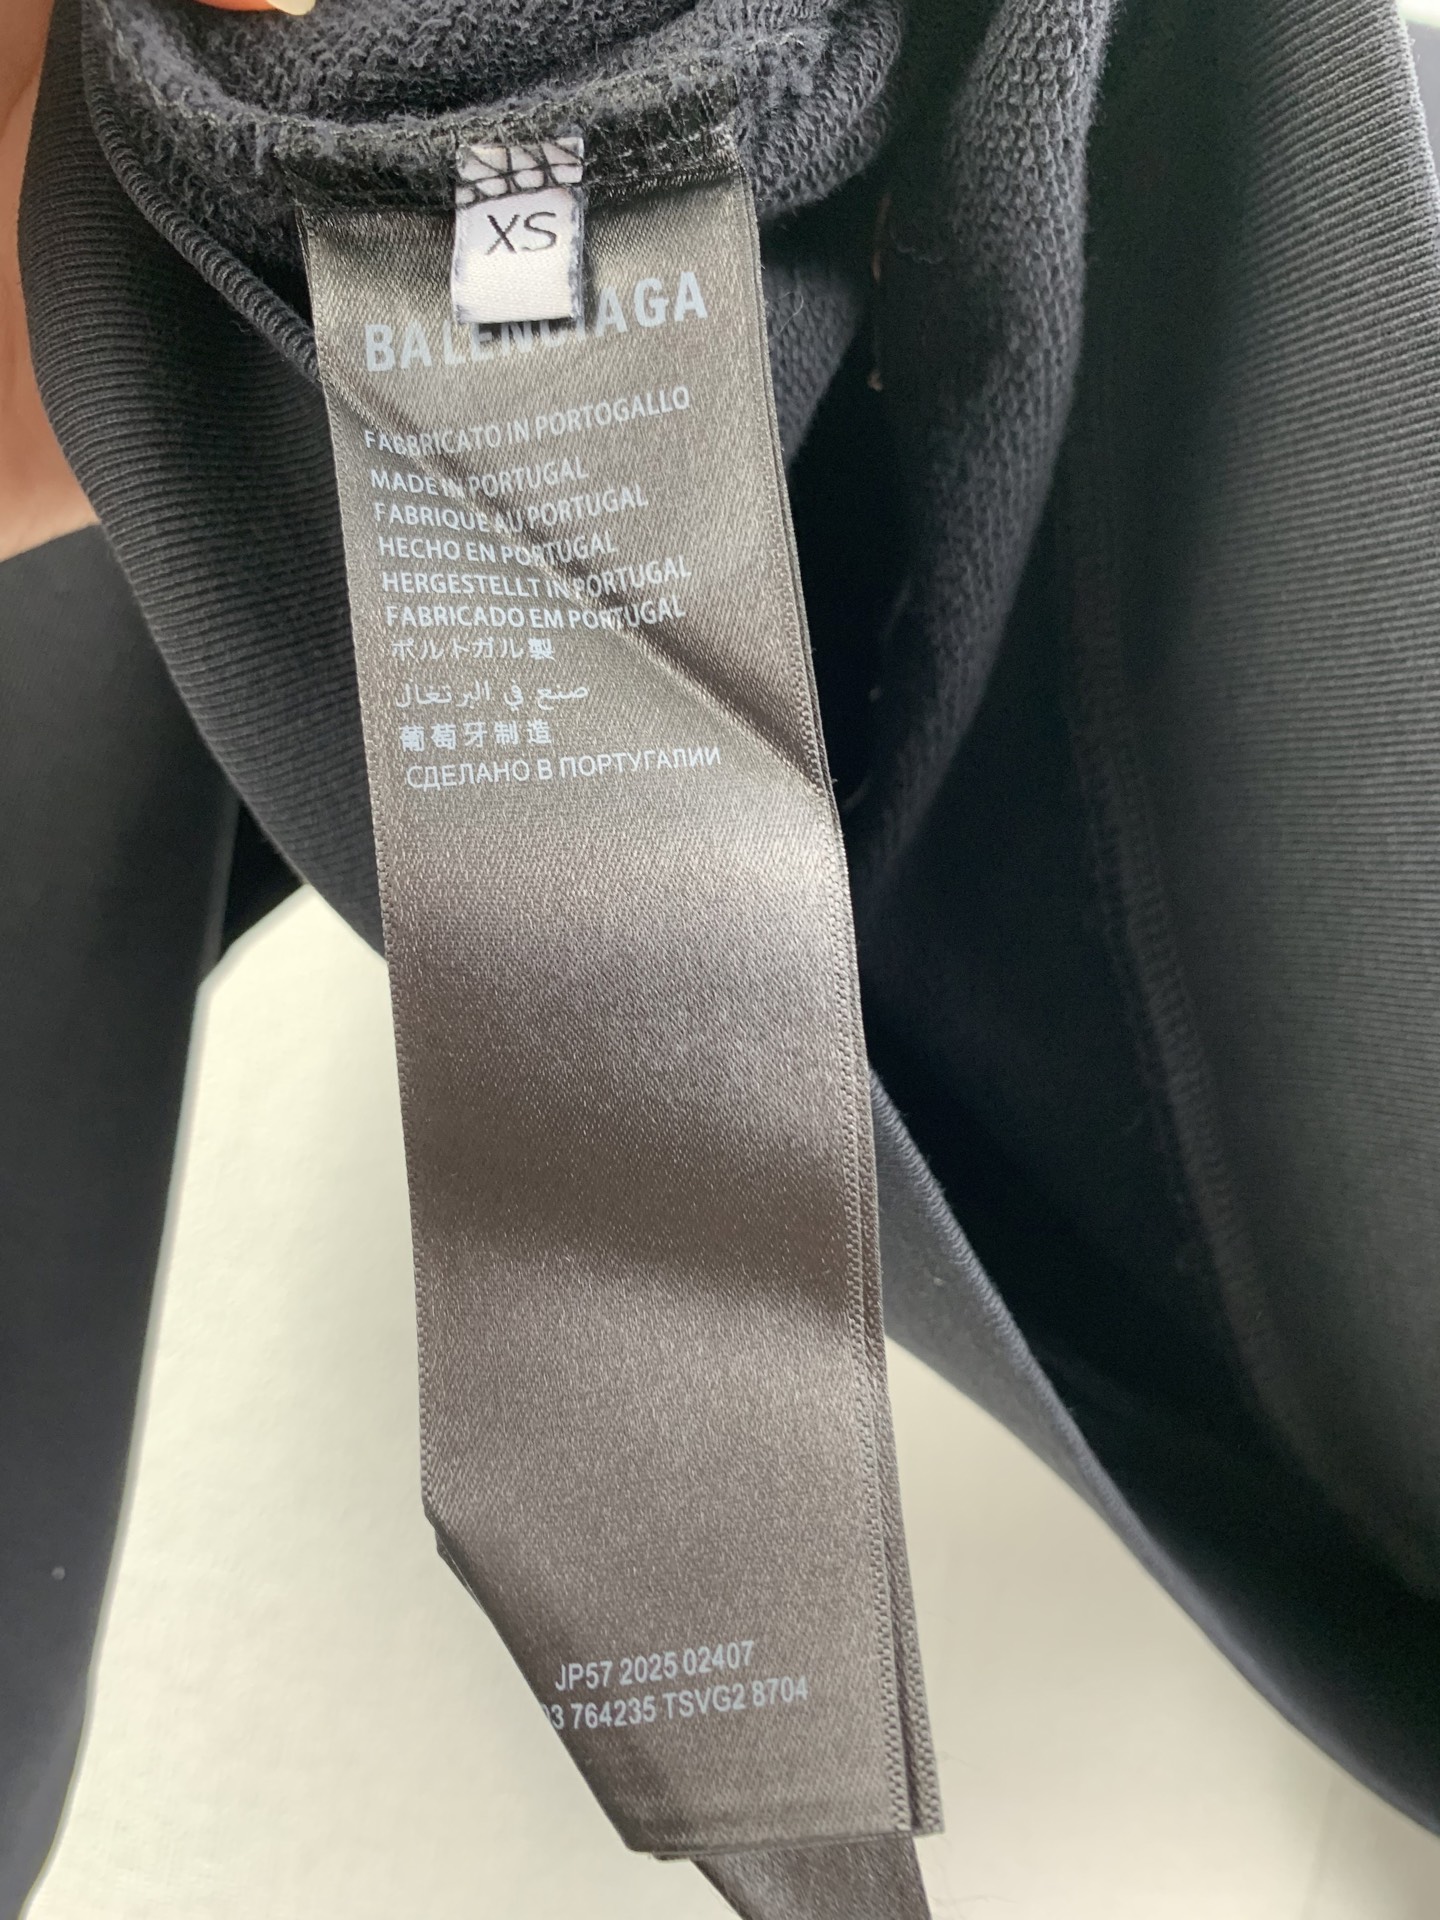 XS
BALENCIAGA
FABBRICATO IN PORTOGALLO
MADE IN PORTUGAL
FABRIQUE AU PORTUGAL
HECHO EN PORTUGAL
HERGESTELLT IN PORTUGAL
FABRICADO EM PORTUGAL
ポルトガル製
صنع في البرتغال
葡萄牙制造
СДЕЛАНО В ПОРТУГАЛИИ
JP57 2025 02407
03 764235 TSVG2 8704